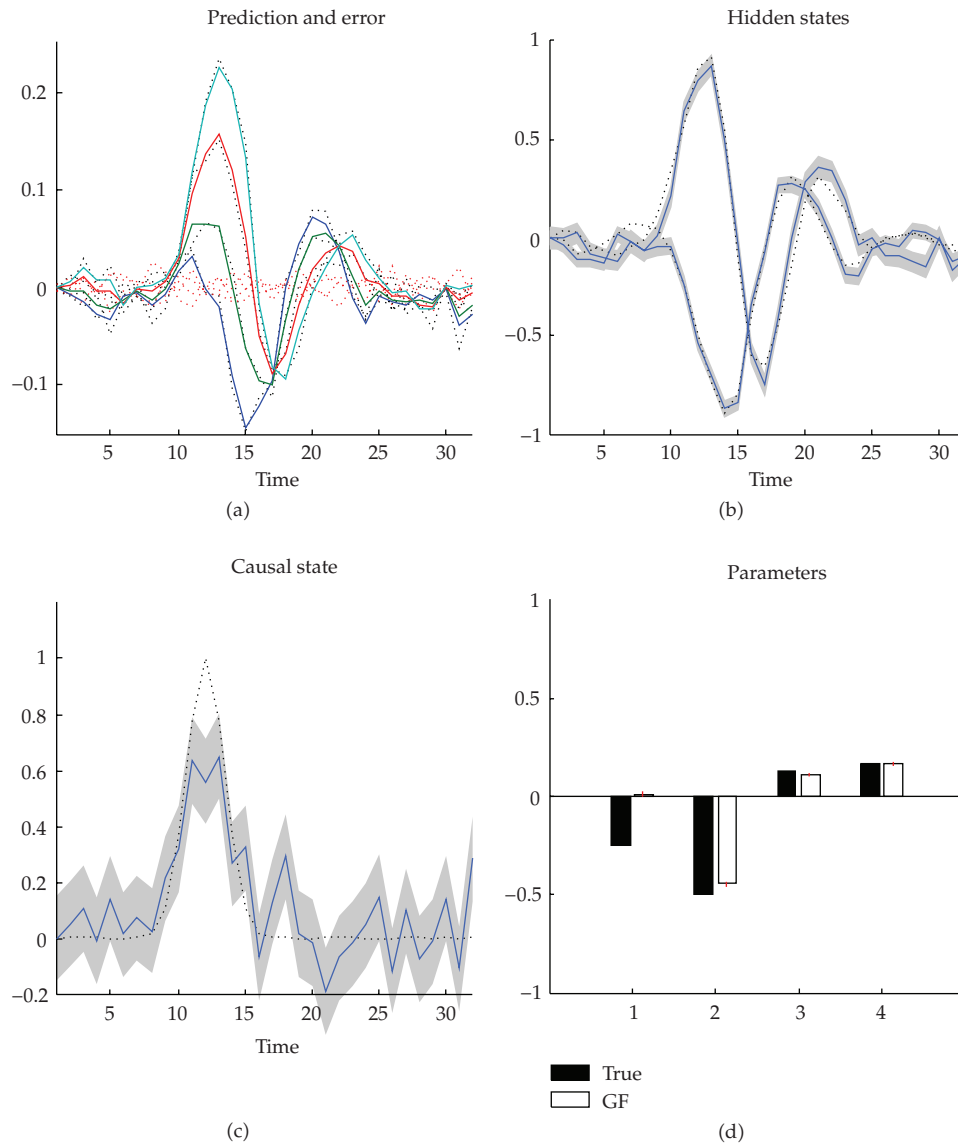 Prediction and error
0.2
0.1
0
−0.1
5 10 15 20 25 30
Time
(a)
Hidden states
1
0.5
0
−0.5
−1
5 10 15 20 25 30
Time
(b)
Causal state
1
0.8
0.6
0.4
0.2
0
−0.2
5 10 15 20 25 30
Time
(c)
Parameters
1
0.5
0
−0.5
−1
1 2 3 4
True
GF
(d)